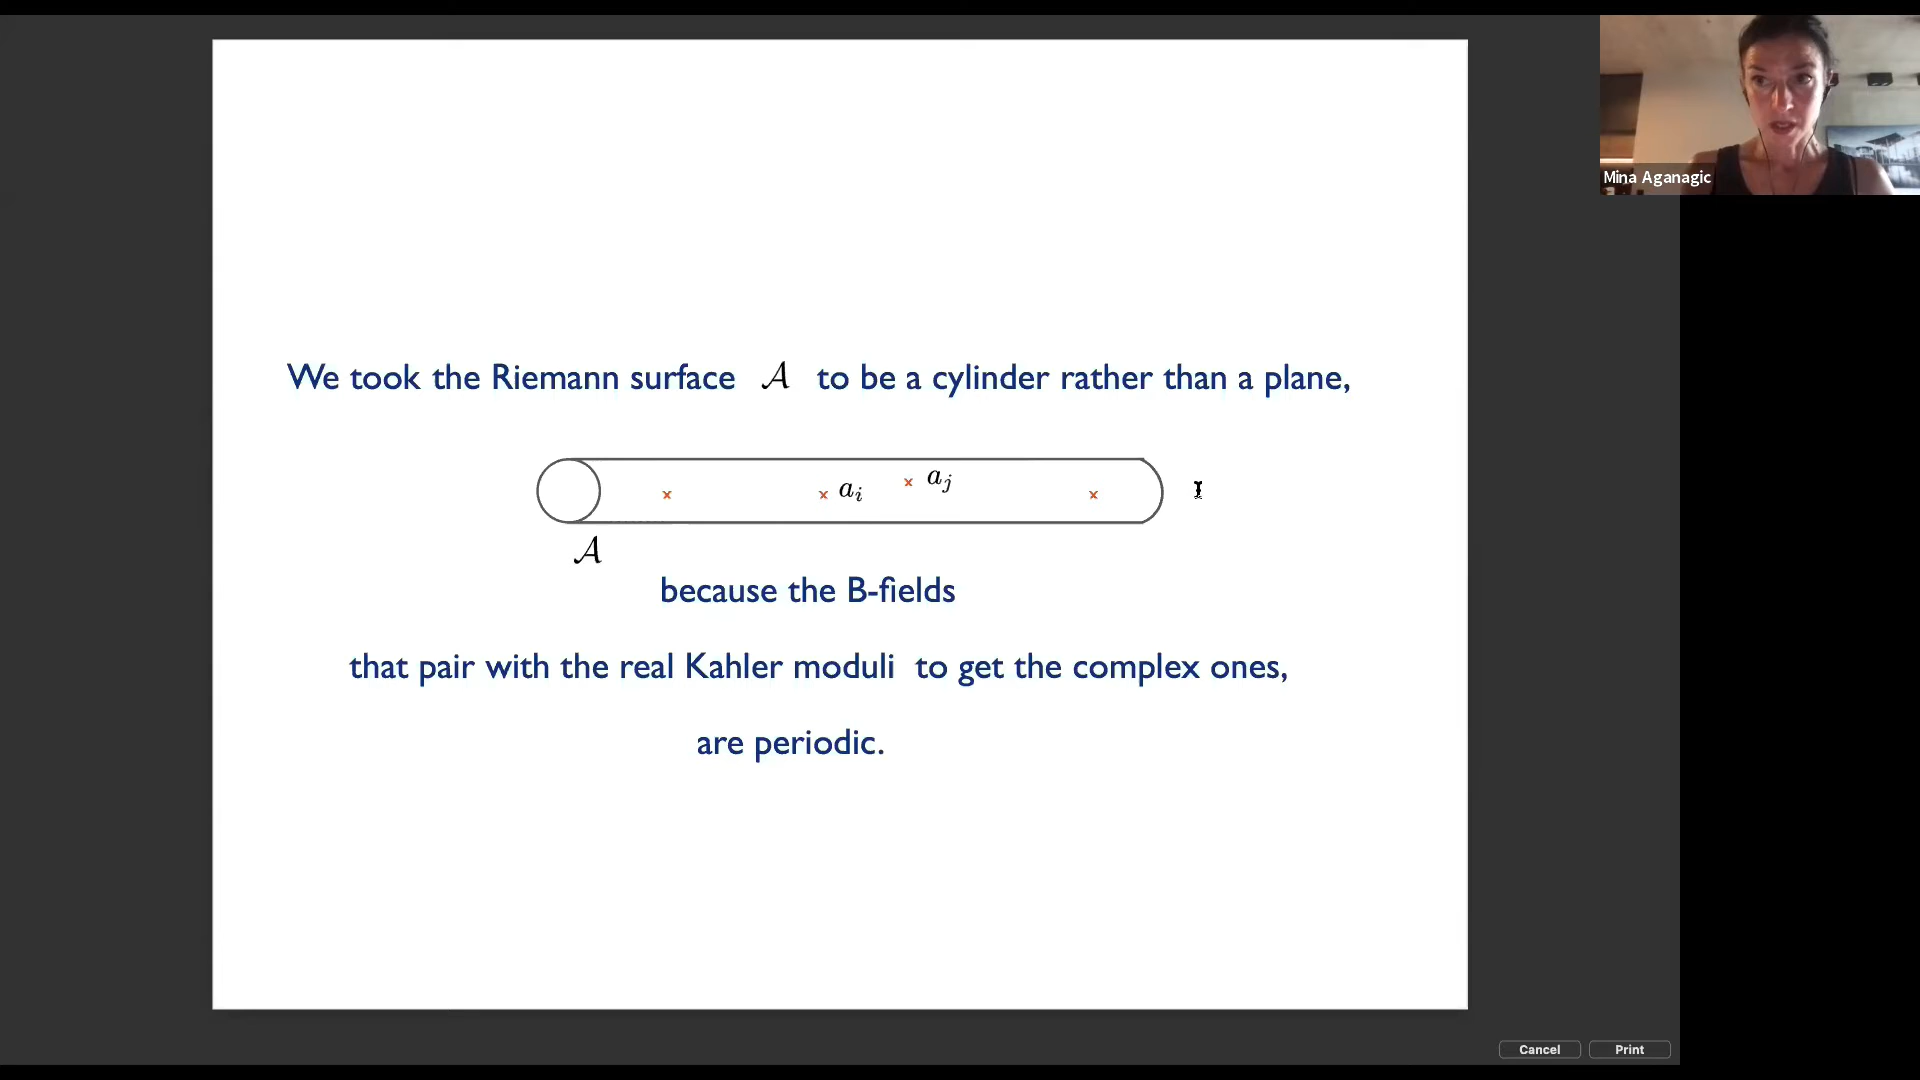 Mina Aganagic
We took the Riemann surface 𝒜 to be a cylinder rather than a plane,
x x a_i x a_j x
𝒜
because the B-fields
that pair with the real Kahler moduli to get the complex ones,
are periodic.
Cancel Print